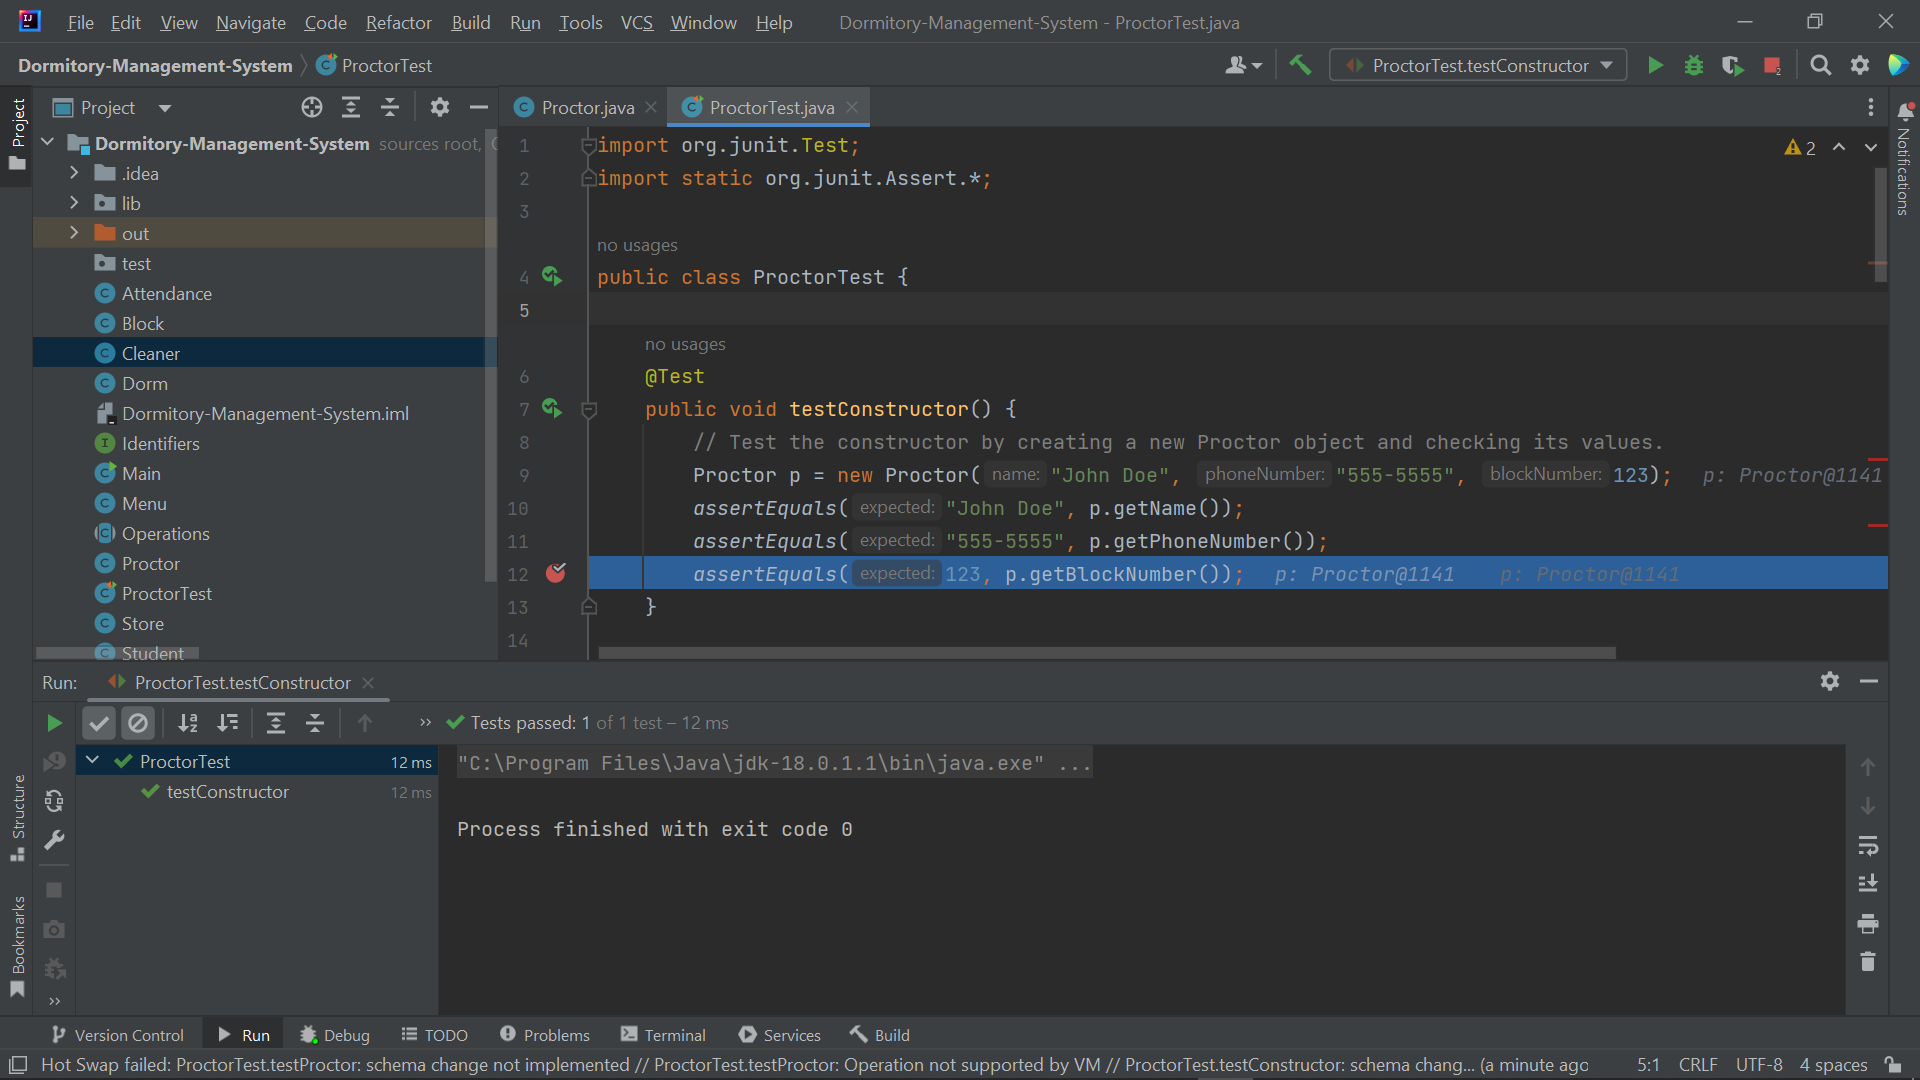 File Edit View Navigate Code Refactor Build Run Tools VCS Window Help Dormitory-Management-System - ProctorTest.java
Dormitory-Management-System ProctorTest
ProctorTest.testConstructor
Project
Project
Dormitory-Management-System sources root,
.idea
lib
out
test
Attendance
Block
Cleaner
Dorm
Dormitory-Management-System.iml
Identifiers
Main
Menu
Operations
Proctor
ProctorTest
Store
Student
Proctor.java
ProctorTest.java
2
1 import org.junit.Test;
2 import static org.junit.Assert.*;
3
no usages
4 public class ProctorTest {
5
no usages
6 @Test
7 public void testConstructor() {
8 // Test the constructor by creating a new Proctor object and checking its values.
9 Proctor p = new Proctor( name: "John Doe", phoneNumber: "555-5555", blockNumber: 123); p: Proctor@1141
10 assertEquals( expected: "John Doe", p.getName());
11 assertEquals( expected: "555-5555", p.getPhoneNumber());
12 assertEquals( expected: 123, p.getBlockNumber()); p: Proctor@1141 p: Proctor@1141
13 }
14
Notifications
Run: ProctorTest.testConstructor
Tests passed: 1 of 1 test – 12 ms
ProctorTest 12 ms
testConstructor 12 ms
"C:\Program Files\Java\jdk-18.0.1.1\bin\java.exe" ...
Process finished with exit code 0
Structure
Bookmarks
Version Control Run Debug TODO Problems Terminal Services Build
Hot Swap failed: ProctorTest.testProctor: schema change not implemented // ProctorTest.testProctor: Operation not supported by VM // ProctorTest.testConstructor: schema chang... (a minute ago 5:1 CRLF UTF-8 4 spaces